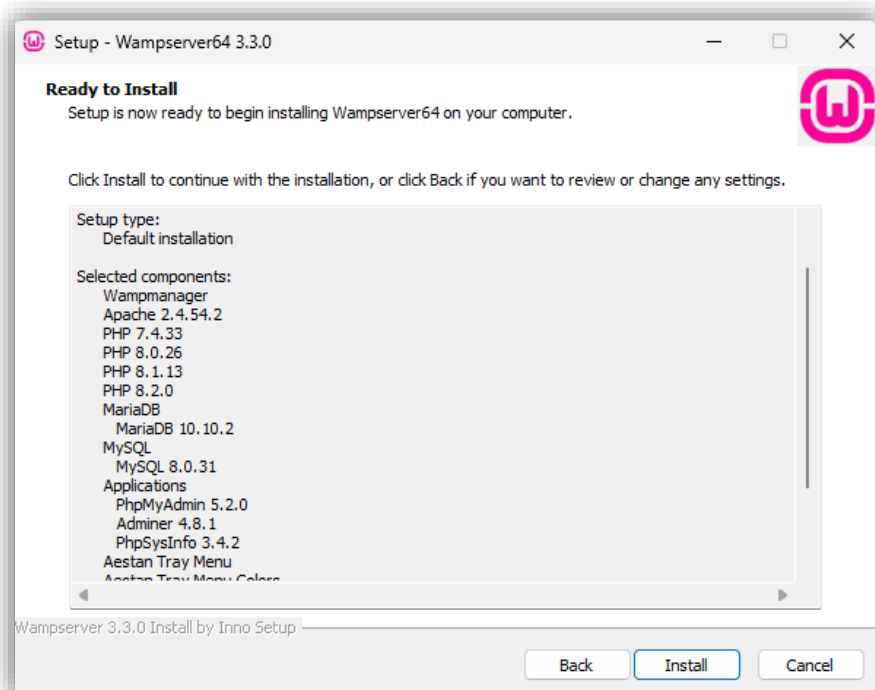 Setup - Wampserver64 3.3.0
Ready to Install
Setup is now ready to begin installing Wampserver64 on your computer.
Click Install to continue with the installation, or click Back if you want to review or change any settings.
Setup type:
Default installation
Selected components:
Wampmanager
Apache 2.4.54.2
PHP 7.4.33
PHP 8.0.26
PHP 8.1.13
PHP 8.2.0
MariaDB
MariaDB 10.10.2
MySQL
MySQL 8.0.31
Applications
PhpMyAdmin 5.2.0
Adminer 4.8.1
PhpSysInfo 3.4.2
Aestan Tray Menu
Aestan Tray Menu Colors
Wampserver 3.3.0 Install by Inno Setup
Back Install Cancel